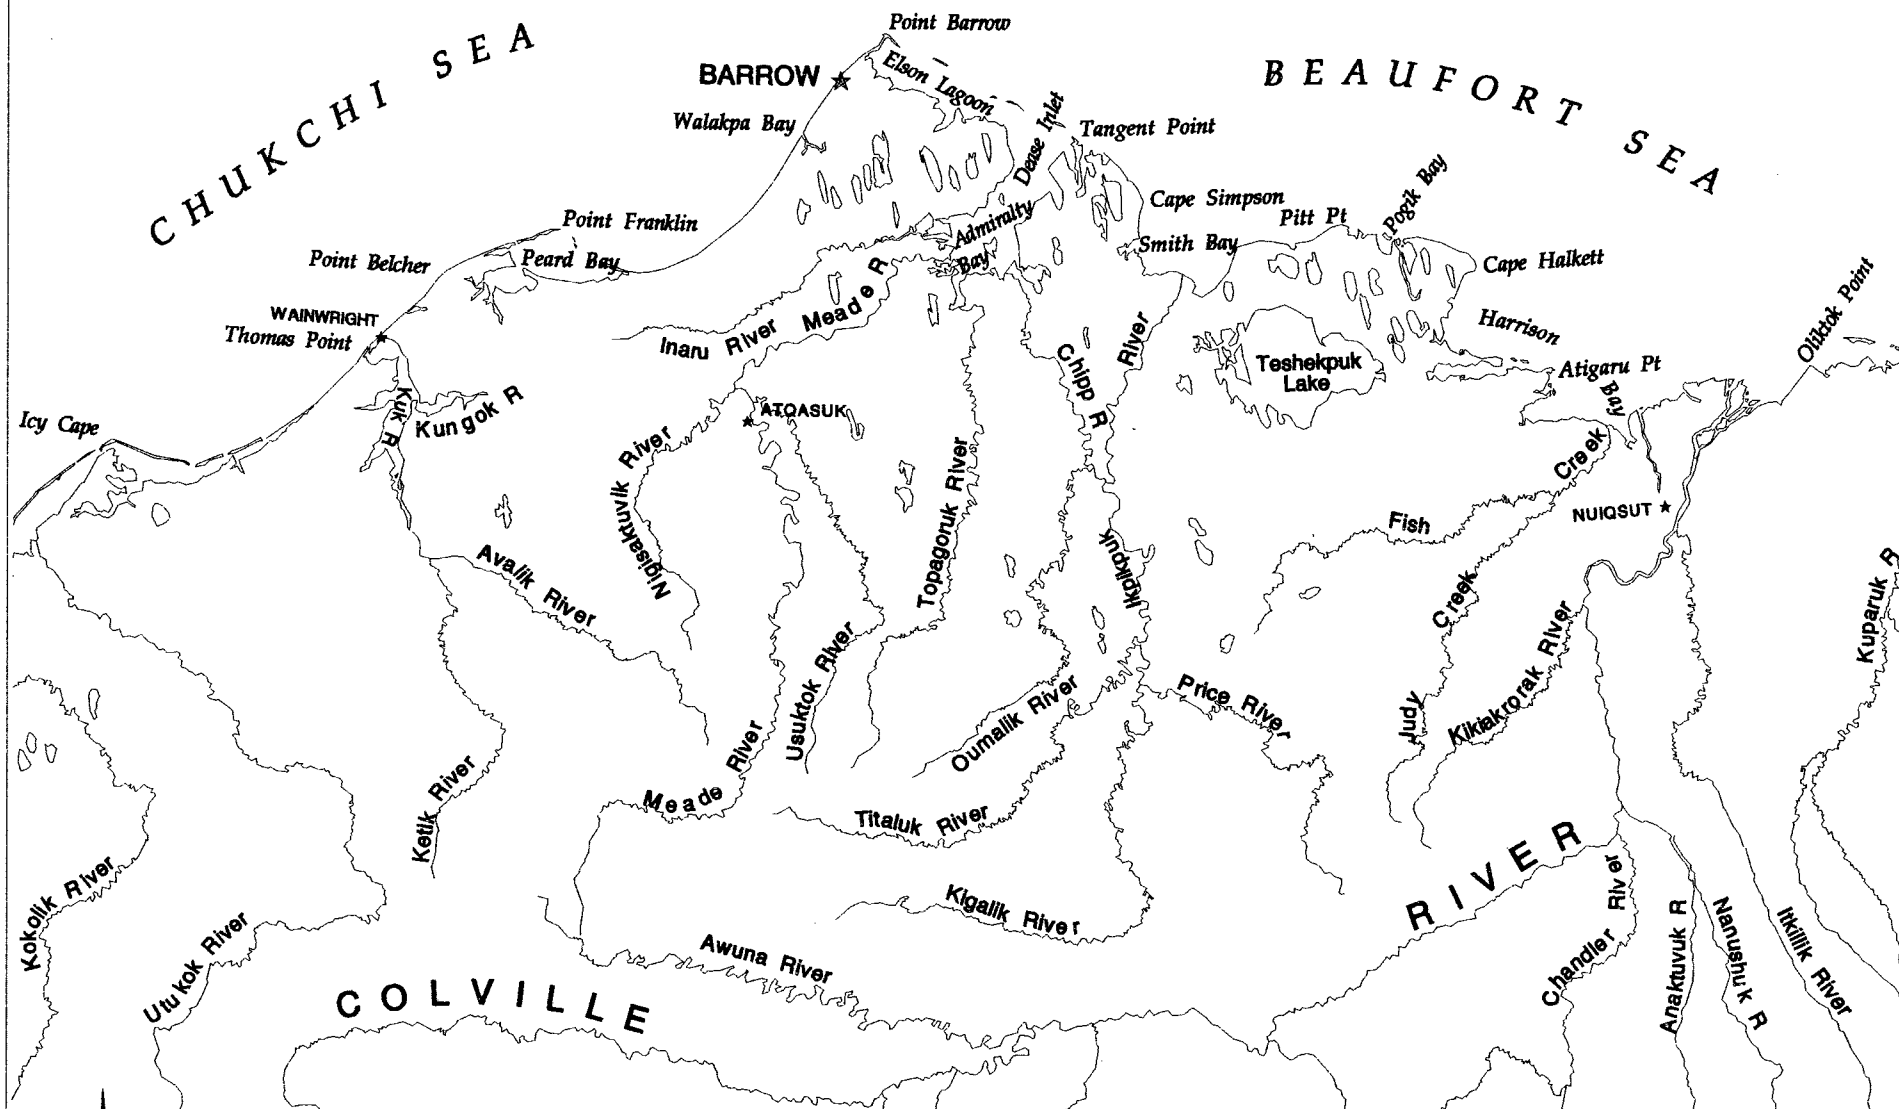 Point Barrow
CHUKCHI SEA
BEAUFORT SEA
BARROW
Elson Lagoon
Walakpa Bay
Dease Inlet
Tangent Point
Cape Simpson
Pitt Pt
Pogik Bay
Point Franklin
Admiralty
Bay
Smith Bay
Point Belcher
Peard Bay
Cape Halkett
WAINWRIGHT
Thomas Point
Inaru River
Meade R
Chipp R
River
Teshekpuk
Lake
Harrison
Bay
Oliktok Point
Atigaru Pt
Kuk R
Kungok R
ATQASUK
Icy Cape
Nigisaktuvik River
Topagoruk River
Fish Creek
NUIQSUT
Avalik River
Ikpikpuk
Judy Creek
Kikiakrorak River
Kuparuk R
Usuktok River
Oumalik River
Price River
Ketik River
Meade River
Titaluk River
Kokolik River
Utukok River
Awuna River
Kigalik River
COLVILLE RIVER
Chandler River
Anaktuvuk R
Nanushuk R
Itkillik River